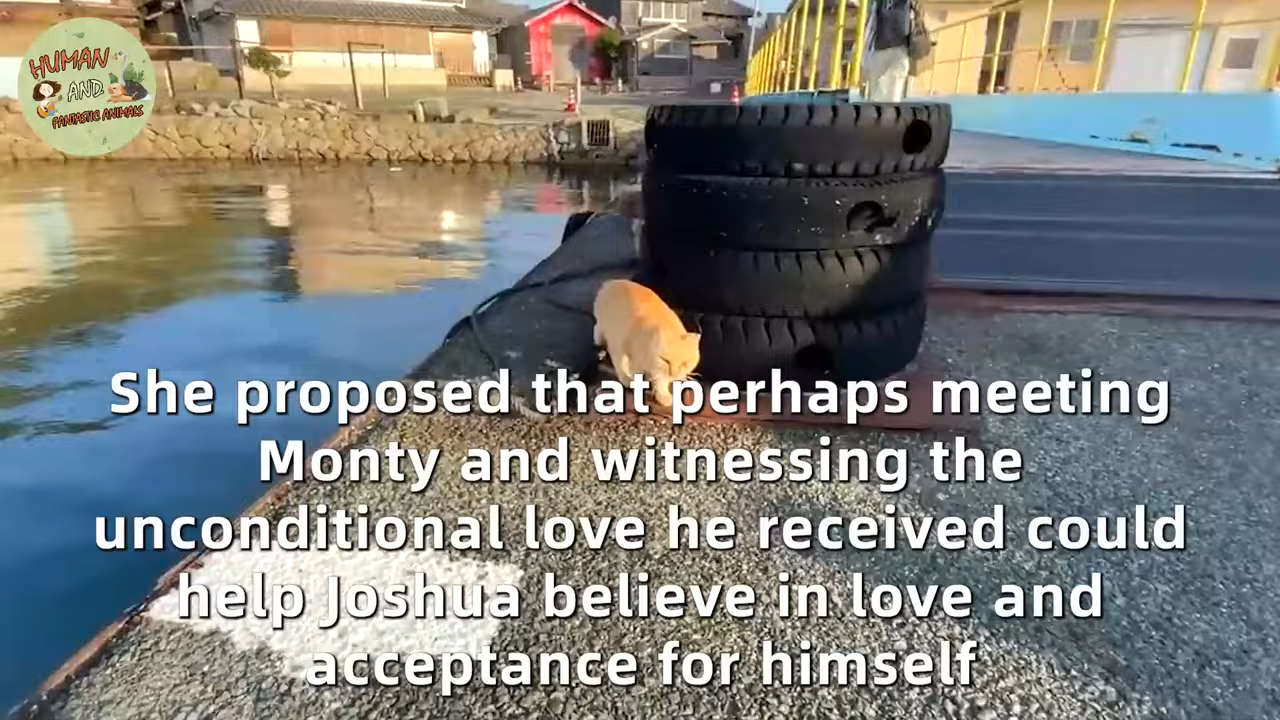 HUMAN
AND
FANTASTIC ANIMALS
She proposed that perhaps meeting
Monty and witnessing the
unconditional love he received could
help Joshua believe in love and
acceptance for himself